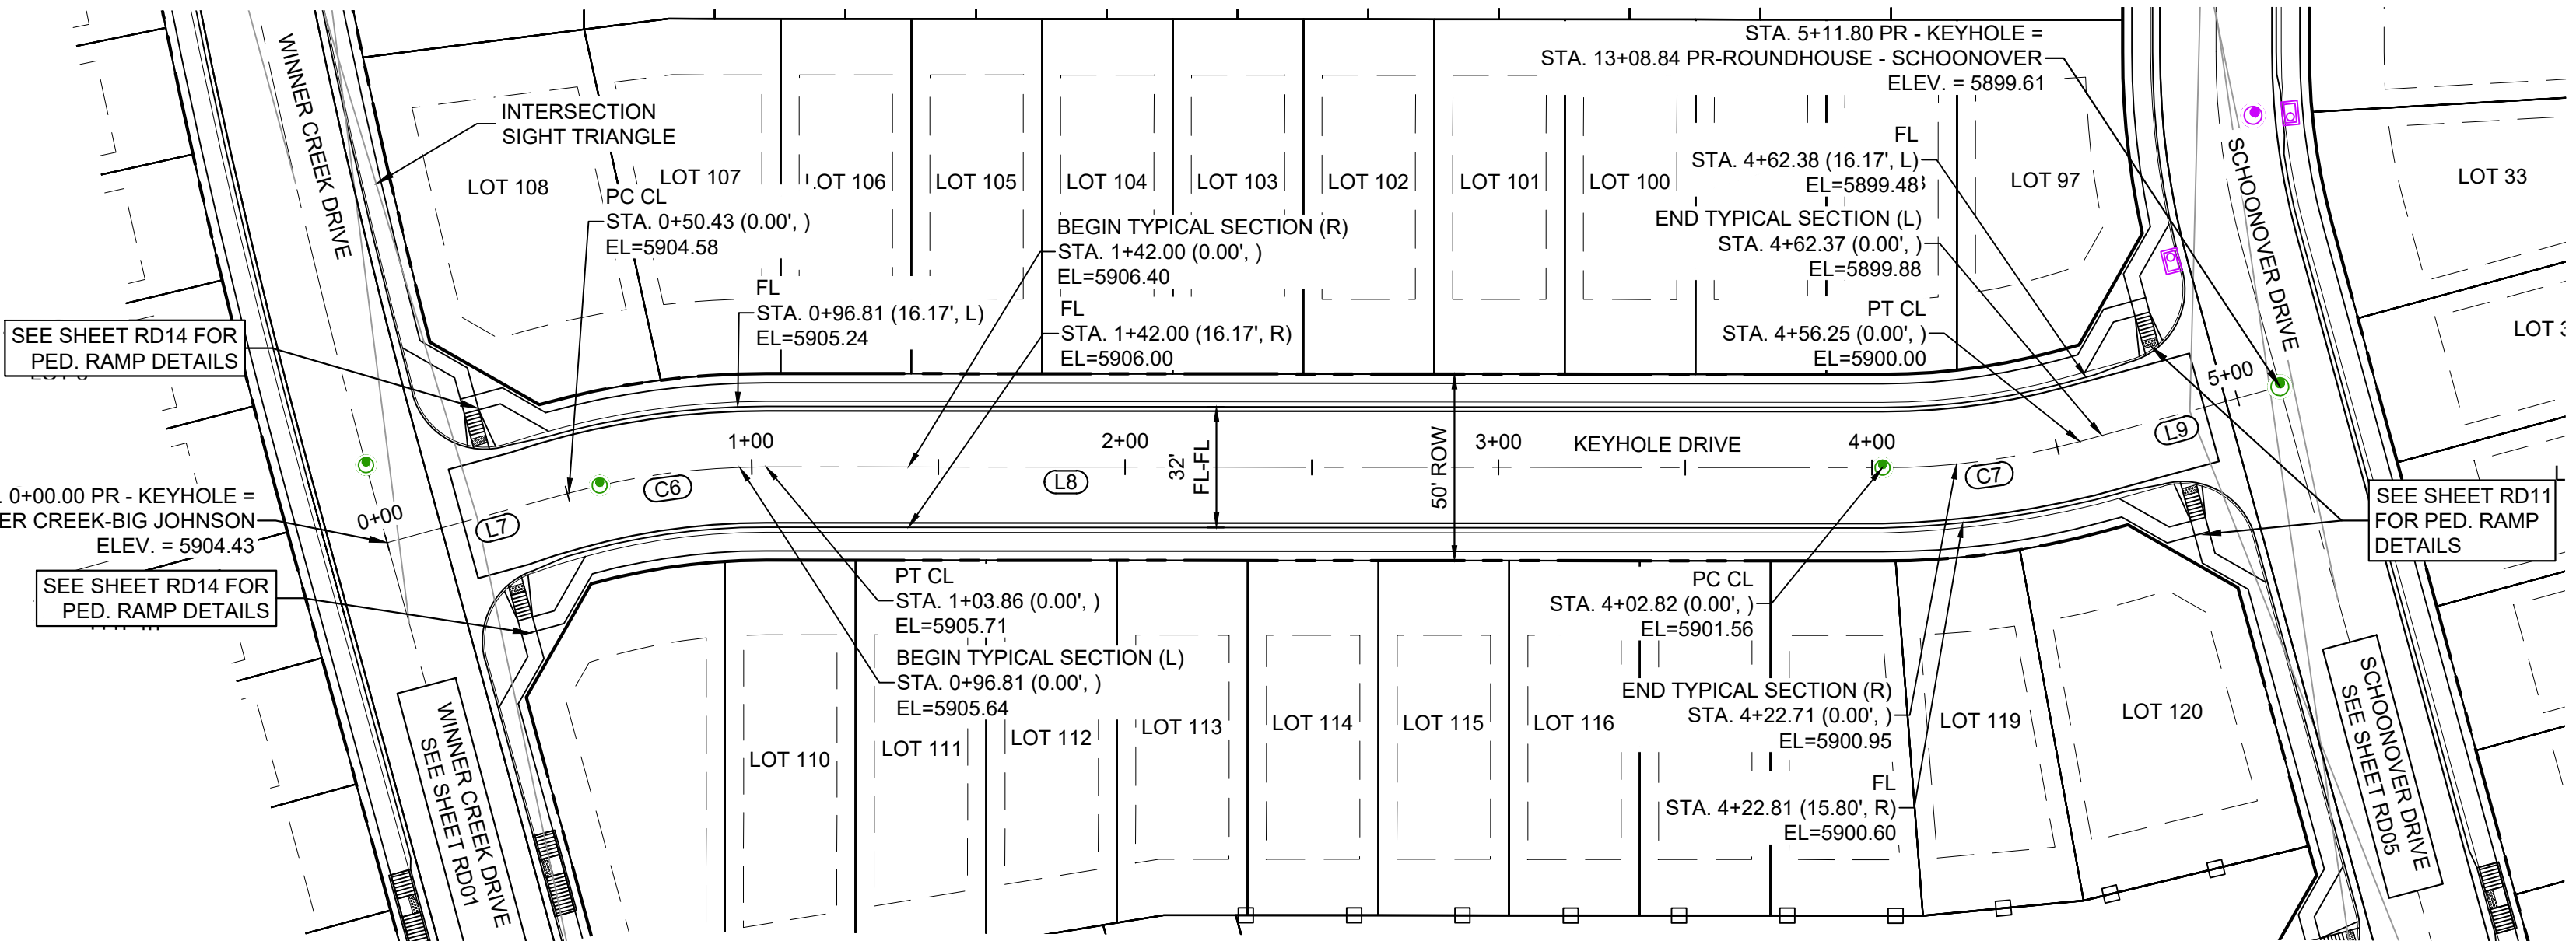 WINNER CREEK DRIVE
INTERSECTION
SIGHT TRIANGLE
STA. 5+11.80 PR - KEYHOLE =
STA. 13+08.84 PR-ROUNDHOUSE - SCHOONOVER
ELEV. = 5899.61
SCHOONOVER DRIVE
LOT 108
LOT 107
LOT 106
LOT 105
LOT 104
LOT 103
LOT 102
LOT 101
LOT 100
LOT 97
LOT 33
LOT
PC CL
STA. 0+50.43 (0.00', )
EL=5904.58
FL
STA. 0+96.81 (16.17', L)
EL=5905.24
BEGIN TYPICAL SECTION (R)
STA. 1+42.00 (0.00', )
EL=5906.40
FL
STA. 1+42.00 (16.17', R)
EL=5906.00
FL
STA. 4+62.38 (16.17', L)
EL=5899.48
END TYPICAL SECTION (L)
STA. 4+62.37 (0.00', )
EL=5899.88
PT CL
STA. 4+56.25 (0.00', )
EL=5900.00
SEE SHEET RD14 FOR
PED. RAMP DETAILS
0+00
1+00
2+00
3+00
4+00
5+00
KEYHOLE DRIVE
32'
FL-FL
50' ROW
L7
C6
L8
C7
L9
0+00.00 PR - KEYHOLE =
ER CREEK-BIG JOHNSON
ELEV. = 5904.43
SEE SHEET RD14 FOR
PED. RAMP DETAILS
SEE SHEET RD11
FOR PED. RAMP
DETAILS
PT CL
STA. 1+03.86 (0.00', )
EL=5905.71
BEGIN TYPICAL SECTION (L)
STA. 0+96.81 (0.00', )
EL=5905.64
PC CL
STA. 4+02.82 (0.00', )
EL=5901.56
END TYPICAL SECTION (R)
STA. 4+22.71 (0.00', )
EL=5900.95
FL
STA. 4+22.81 (15.80', R)
EL=5900.60
LOT 110
LOT 111
LOT 112
LOT 113
LOT 114
LOT 115
LOT 116
LOT 119
LOT 120
WINNER CREEK DRIVE
SEE SHEET RD01
SCHOONOVER DRIVE
SEE SHEET RD05